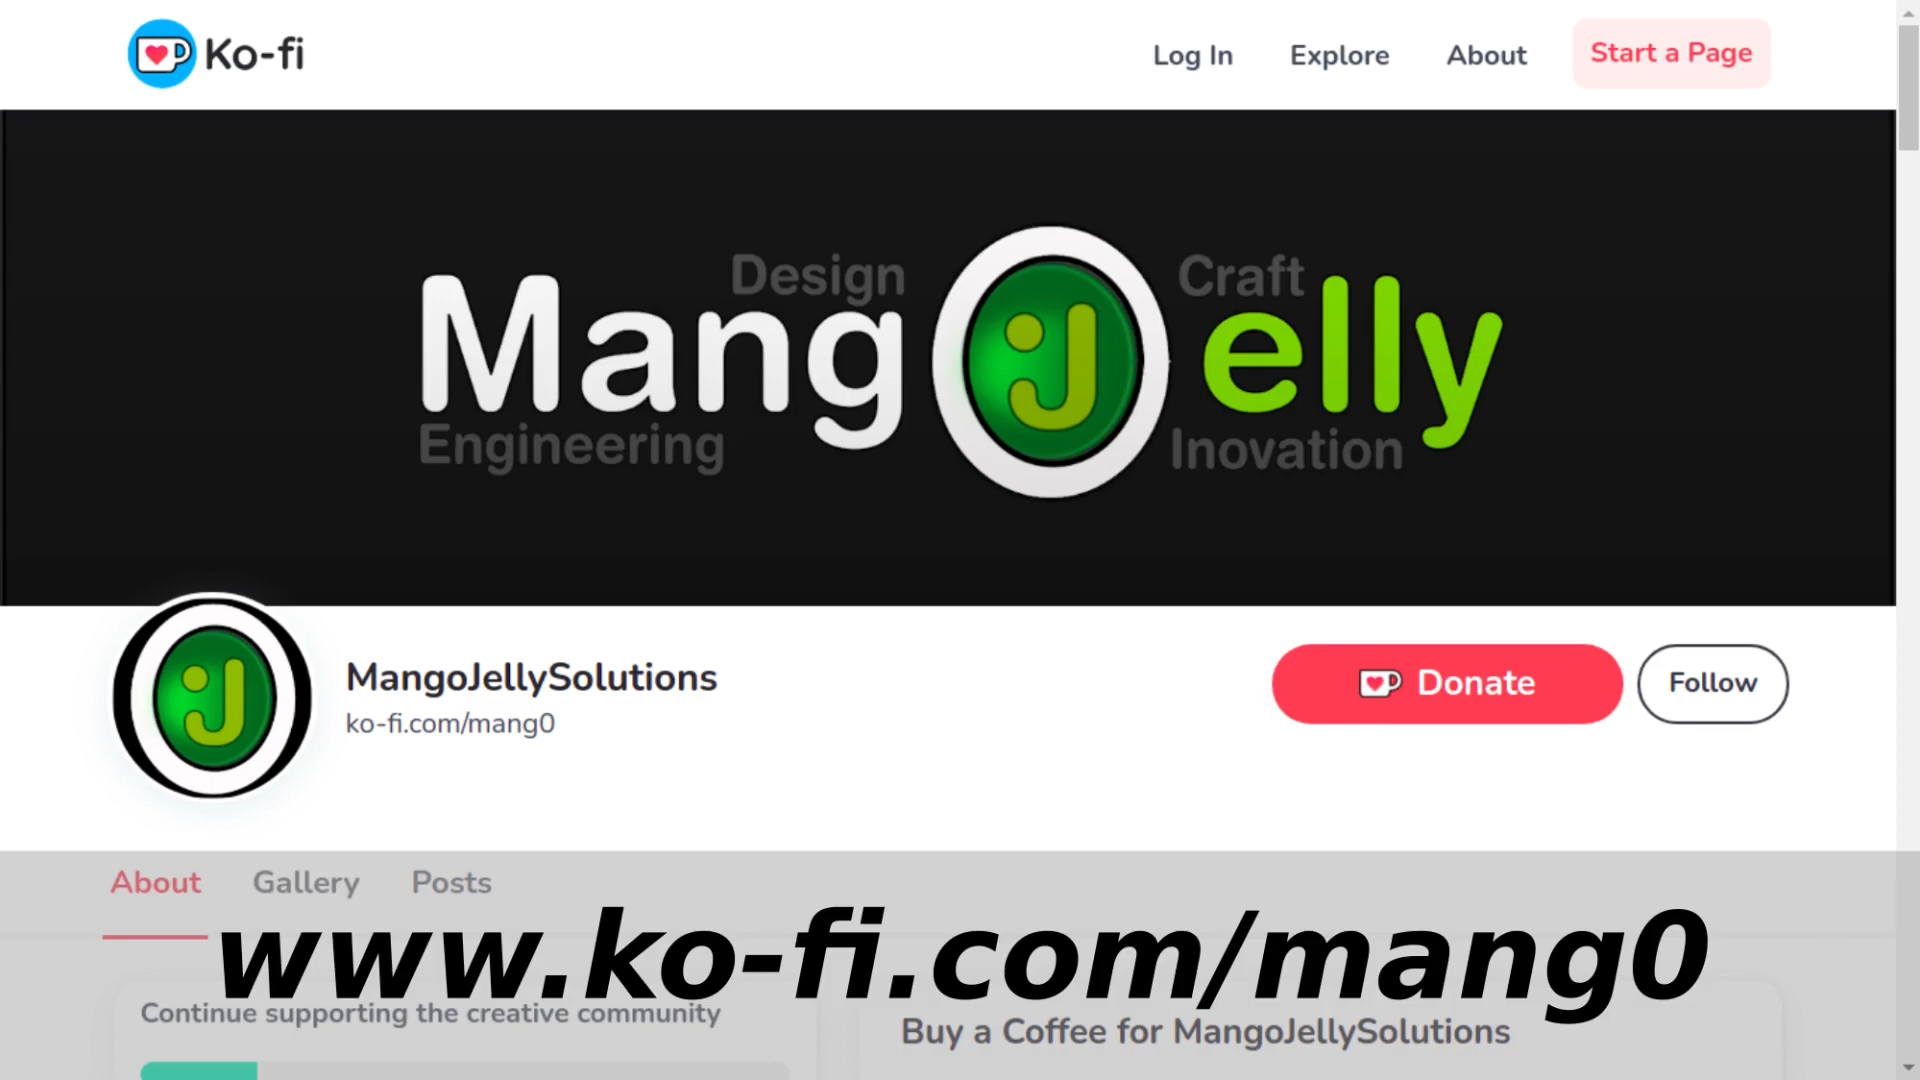 Ko-fi
Log In Explore About Start a Page
Design Craft
Mang J elly
Engineering Inovation
J
MangoJellySolutions
ko-fi.com/mang0
Donate Follow
About Gallery Posts
www.ko-fi.com/mang0
Continue supporting the creative community
Buy a Coffee for MangoJellySolutions